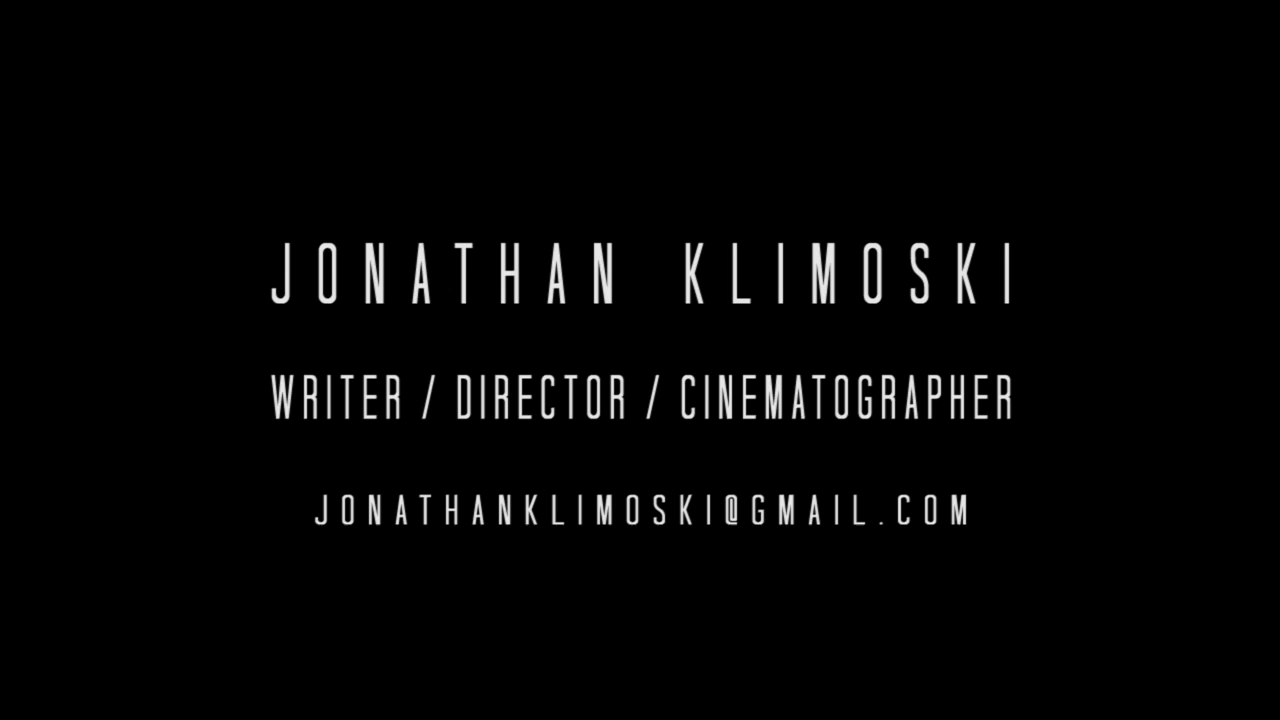 JONATHAN KLIMOSKI
WRITER / DIRECTOR / CINEMATOGRAPHER
JONATHANKLIMOSKI@GMAIL.COM